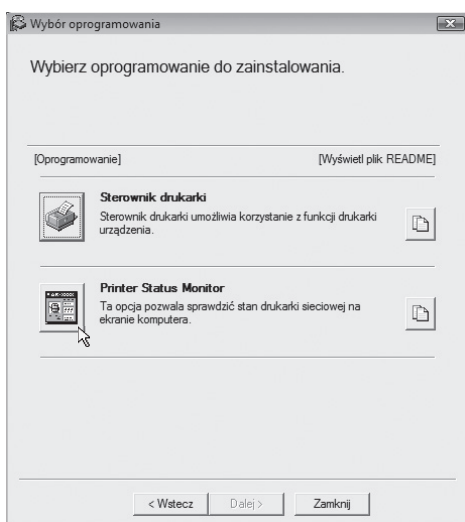 Wybór oprogramowania
Wybierz oprogramowanie do zainstalowania.
[Oprogramowanie] [Wyświetl plik README]
Sterownik drukarki
Sterownik drukarki umożliwia korzystanie z funkcji drukarki
urządzenia.
Printer Status Monitor
Ta opcja pozwala sprawdzić stan drukarki sieciowej na
ekranie komputera.
< Wstecz Dalej > Zamknij